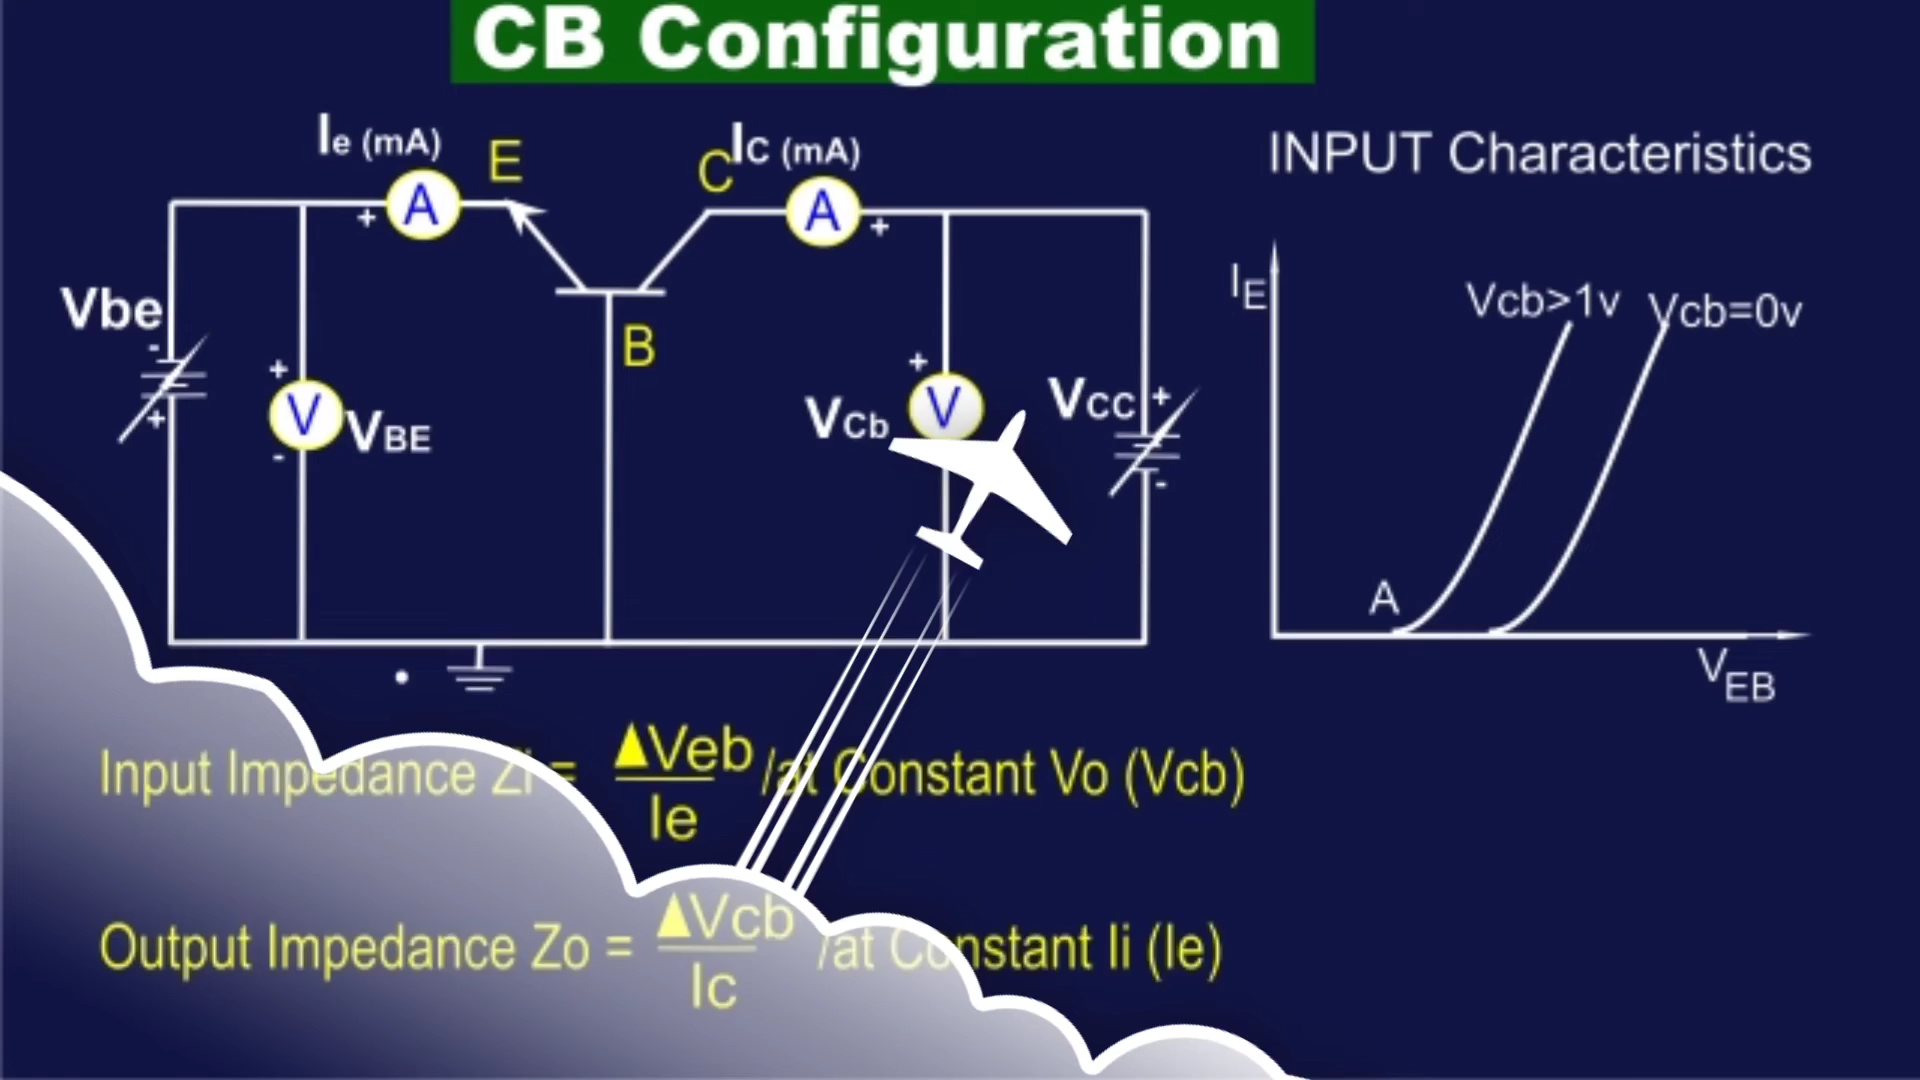 CB Configuration
Ie (mA)
E
C
Ic (mA)
INPUT Characteristics
A
A
+
+
Vbe
-
+
B
+
V
VBE
-
+
V
VCb
VCC
+
-
IE
Vcb>1v
Vcb=0v
A
VEB
Input Impedance Zi = ΔVeb /at Constant Vo (Vcb)
Ie
Output Impedance Zo = ΔVcb /at Constant Ii (Ie)
Ic